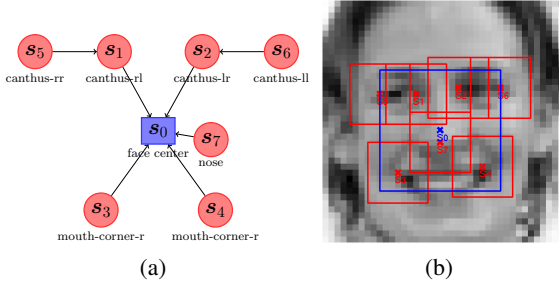 s5 s1 s2 s6
canthus-rr canthus-rl canthus-lr canthus-ll
s0
s7
face center
nose
s3 s4
mouth-corner-r mouth-corner-r
(a) (b)